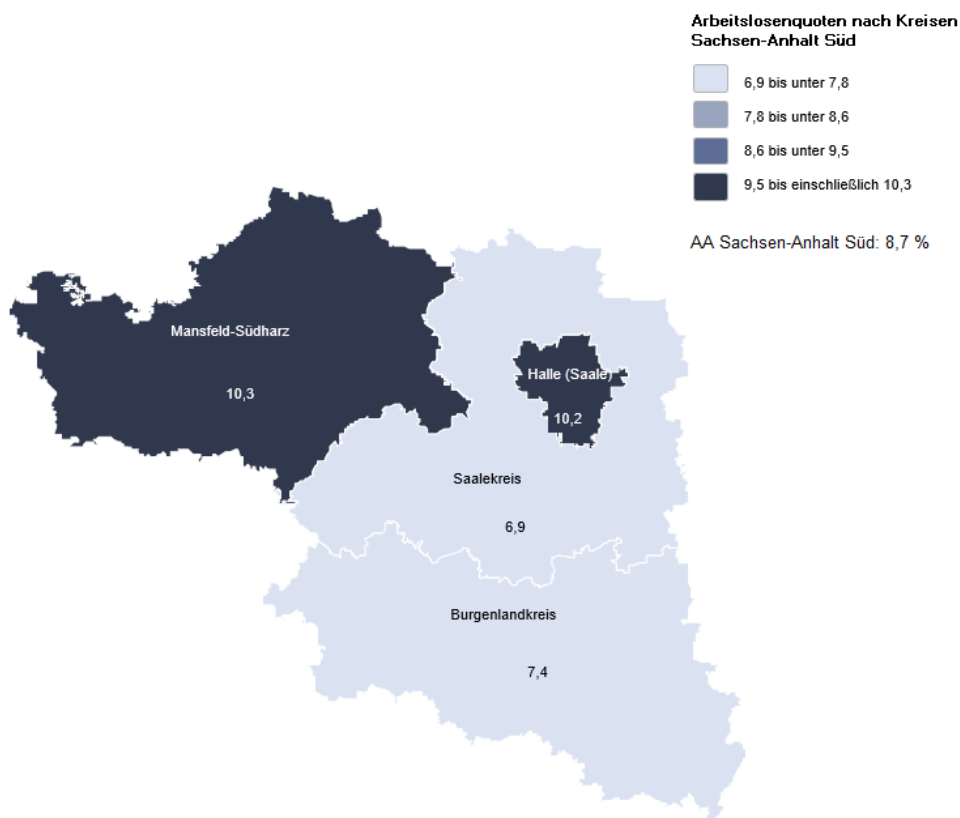 Arbeitslosenquoten nach Kreisen
Sachsen-Anhalt Süd
6,9 bis unter 7,8
7,8 bis unter 8,6
8,6 bis unter 9,5
9,5 bis einschließlich 10,3
AA Sachsen-Anhalt Süd: 8,7 %
Mansfeld-Südharz
10,3
Halle (Saale)
10,2
Saalekreis
6,9
Burgenlandkreis
7,4